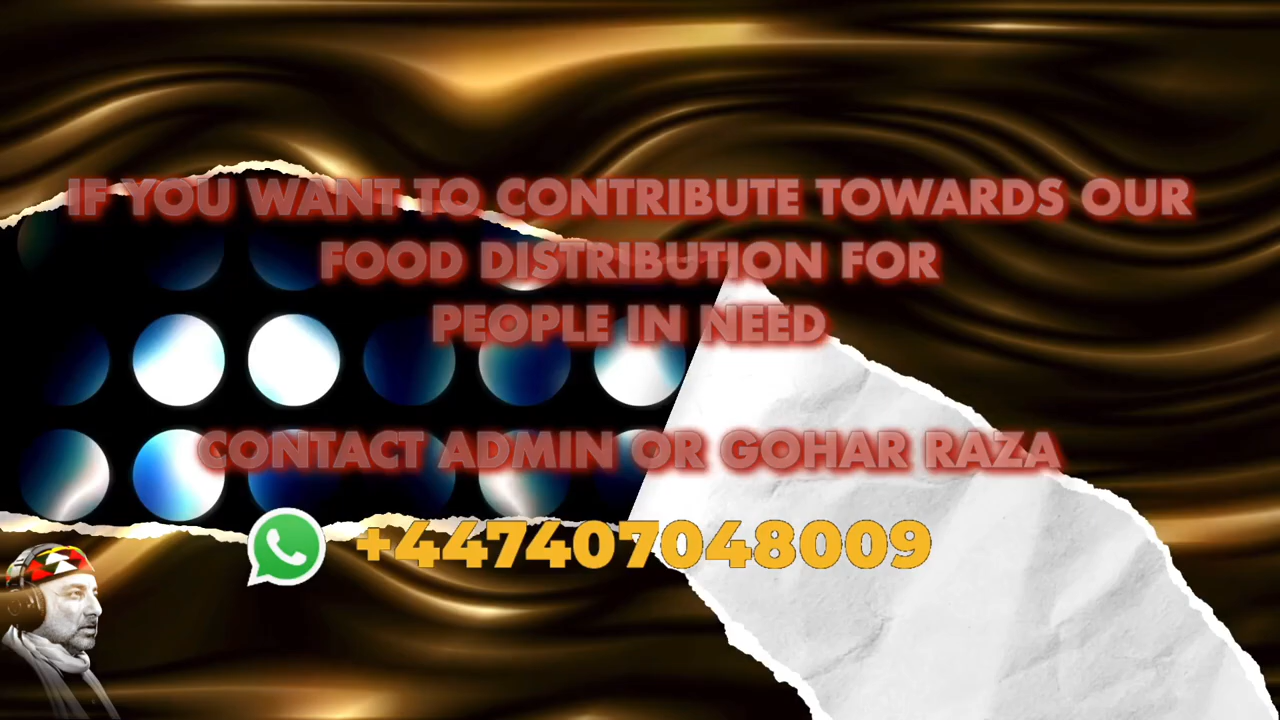 IF YOU WANT TO CONTRIBUTE TOWARDS OUR
FOOD DISTRIBUTION FOR
PEOPLE IN NEED
CONTACT ADMIN OR GOHAR RAZA
+447407048009